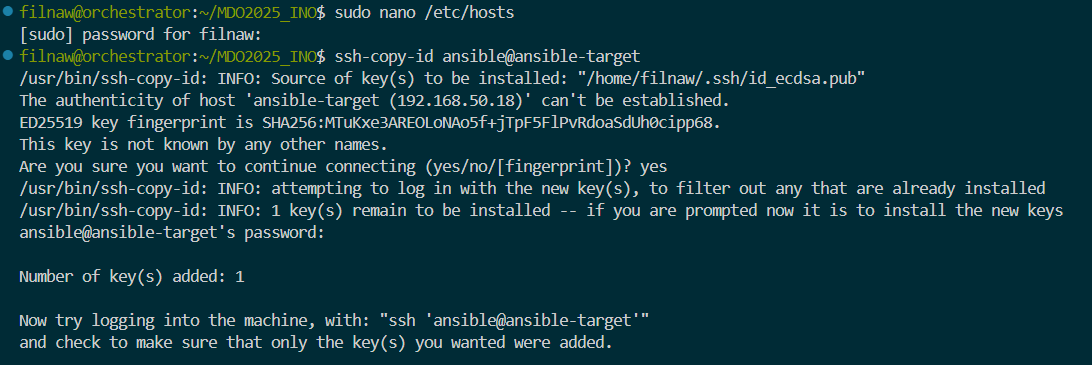 filnaw@orchestrator:~/MDO2025_INO$ sudo nano /etc/hosts
[sudo] password for filnaw:
filnaw@orchestrator:~/MDO2025_INO$ ssh-copy-id ansible@ansible-target
/usr/bin/ssh-copy-id: INFO: Source of key(s) to be installed: "/home/filnaw/.ssh/id_ecdsa.pub"
The authenticity of host 'ansible-target (192.168.50.18)' can't be established.
ED25519 key fingerprint is SHA256:MTuKxe3AREOLoNAo5f+jTpF5FlPvRdoaSdUh0cipp68.
This key is not known by any other names.
Are you sure you want to continue connecting (yes/no/[fingerprint])? yes
/usr/bin/ssh-copy-id: INFO: attempting to log in with the new key(s), to filter out any that are already installed
/usr/bin/ssh-copy-id: INFO: 1 key(s) remain to be installed -- if you are prompted now it is to install the new keys
ansible@ansible-target's password:
Number of key(s) added: 1
Now try logging into the machine, with: "ssh 'ansible@ansible-target'"
and check to make sure that only the key(s) you wanted were added.